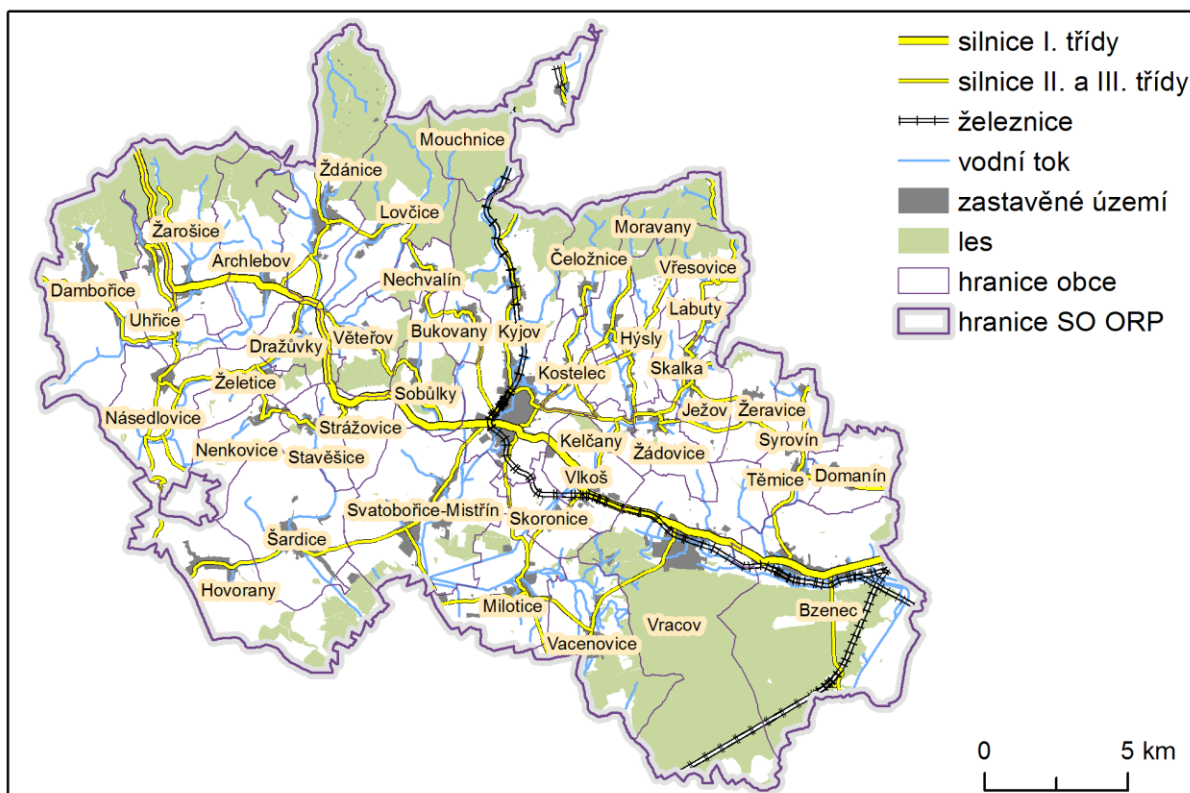 silnice I. třídy
silnice II. a III. třídy
železnice
vodní tok
zastavěné území
les
hranice obce
hranice SO ORP
Mouchnice
Ždánice
Lovčice
Žarošice
Moravany
Archlebov
Čeložnice
Vřesovice
Nechvalín
Dambořice
Labuty
Uhřice
Bukovany
Kyjov
Věteřov
Hýsly
Dražůvky
Skalka
Kostelec
Želetice
Sobůlky
Násedlovice
Ježov
Žeravice
Strážovice
Kelčany
Syrovín
Nenkovice
Stavěšice
Žádovice
Vlkoš
Těmice
Domanín
Svatobořice-Mistřín
Skoronice
Šardice
Hovorany
Milotice
Bzenec
Vracov
Vacenovice
0
5 km